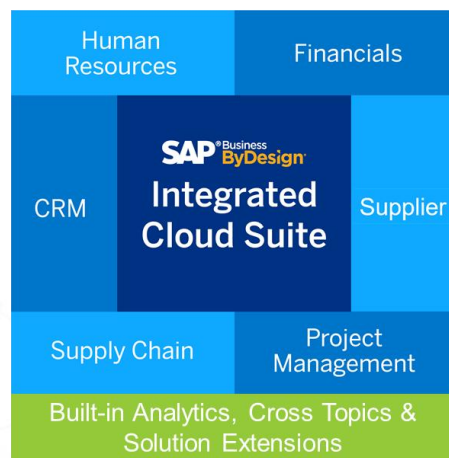 Human
Resources
Financials
SAP® Business
ByDesign
Integrated
Cloud Suite
CRM
Supplier
Supply Chain
Project
Management
Built-in Analytics, Cross Topics &
Solution Extensions